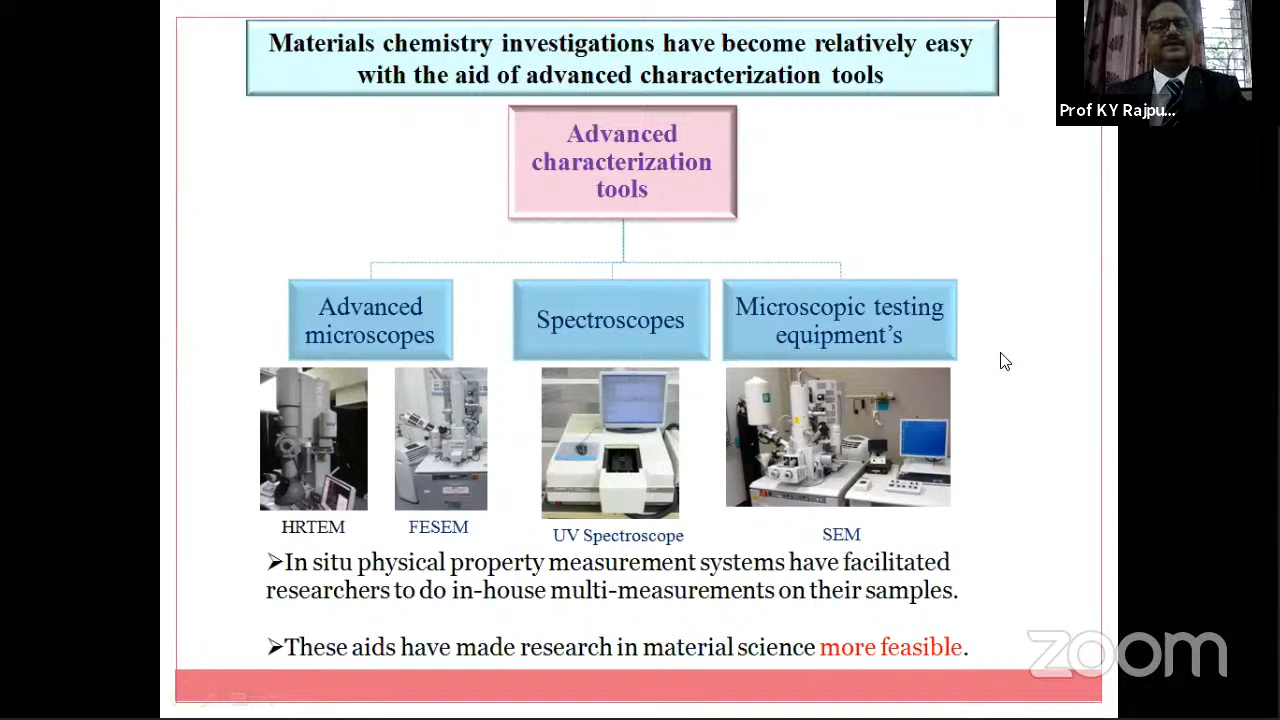 Materials chemistry investigations have become relatively easy
with the aid of advanced characterization tools
Prof K Y Rajpu...
Advanced
characterization
tools
Advanced
microscopes
Spectroscopes
Microscopic testing
equipment's
HRTEM
FESEM
UV Spectroscope
SEM
➢In situ physical property measurement systems have facilitated
researchers to do in-house multi-measurements on their samples.
➢These aids have made research in material science more feasible.
zoom